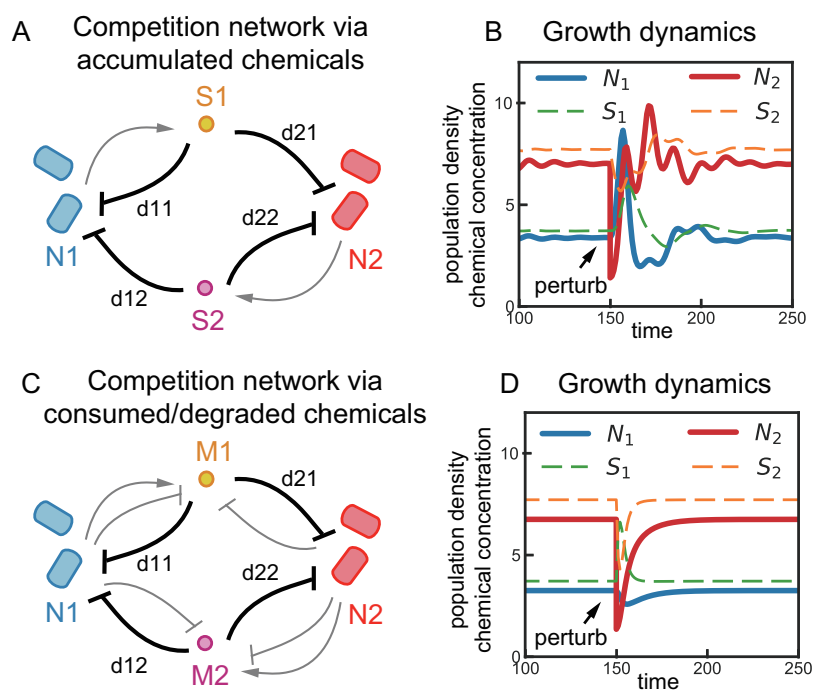 A
Competition network via
accumulated chemicals
S1
d21
d11
d22
N1
N2
d12
S2
B
Growth dynamics
N₁
N₂
S₁
S₂
10
5
0
population density
chemical concentration
perturb
100
150
200
250
time
C
Competition network via
consumed/degraded chemicals
M1
d21
d11
d22
N1
N2
d12
M2
D
Growth dynamics
N₁
N₂
S₁
S₂
10
5
0
population density
chemical concentration
perturb
100
150
200
250
time